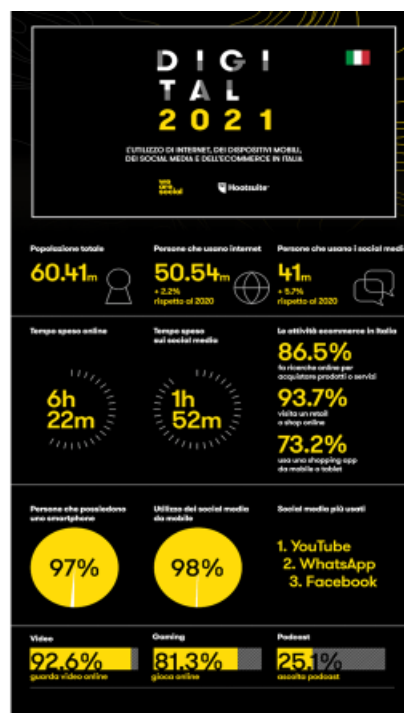 DIGI
TAL
2021
L'UTILIZZO DI INTERNET, DEI DISPOSITIVI MOBILI,
DEI SOCIAL MEDIA E DELL'ECOMMERCE IN ITALIA
we
are
social
Hootsuite
Popolazione totale
60.41m
Persone che usano internet
50.54m
+ 2.2%
rispetto al 2020
Persone che usano i social medi
41m
+ 5.7%
rispetto al 2020
Tempo speso online
6h
22m
Tempo speso
sui social media
1h
52m
Le attività ecommerce in Italia
86.5%
fa ricerche online per
acquistare prodotti o servizi
93.7%
visita un retail
o shop online
73.2%
usa una shopping app
da mobile o tablet
Persone che possiedono
uno smartphone
97%
Utilizzo dei social media
da mobile
98%
Social media più usati
1. YouTube
2. WhatsApp
3. Facebook
Video
92.6%
guarda video online
Gaming
81.3%
gioca online
Podcast
25.1%
ascolta podcast